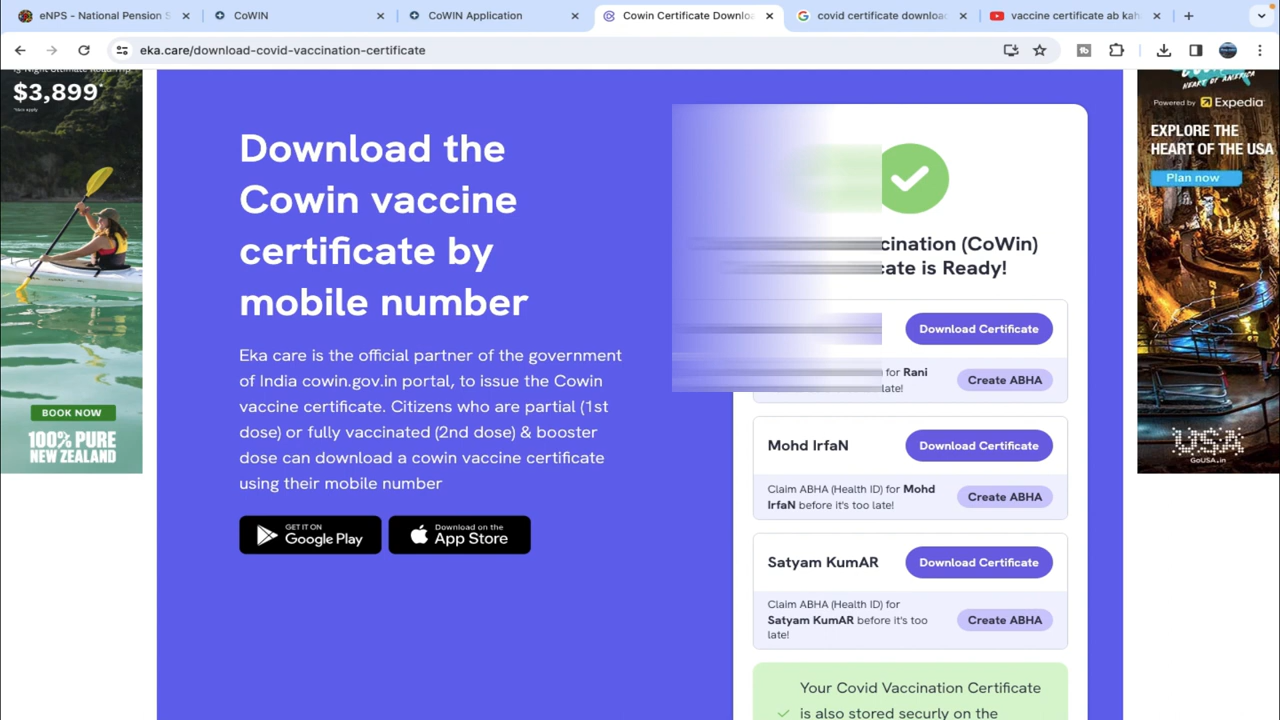 eNPS - National Pension S
CoWIN
CoWIN Application
Cowin Certificate Downloa
covid certificate download
vaccine certificate ab kah
eka.care/download-covid-vaccination-certificate
$3,899*
BOOK NOW
100% PURE
NEW ZEALAND
Download the
Cowin vaccine
certificate by
mobile number
Eka care is the official partner of the government
of India cowin.gov.in portal, to issue the Cowin
vaccine certificate. Citizens who are partial (1st
dose) or fully vaccinated (2nd dose) & booster
dose can download a cowin vaccine certificate
using their mobile number
GET IT ON
Google Play
Download on the
App Store
cination (CoWin)
cate is Ready!
Download Certificate
for Rani
late!
Create ABHA
Mohd IrfaN
Download Certificate
Claim ABHA (Health ID) for Mohd
IrfaN before it's too late!
Create ABHA
Satyam KumAR
Download Certificate
Claim ABHA (Health ID) for
Satyam KumAR before it's too
late!
Create ABHA
Your Covid Vaccination Certificate
is also stored securly on the
HEART OF AMERICA
Powered by Expedia
EXPLORE THE
HEART OF THE USA
Plan now
USA
GoUSA.in